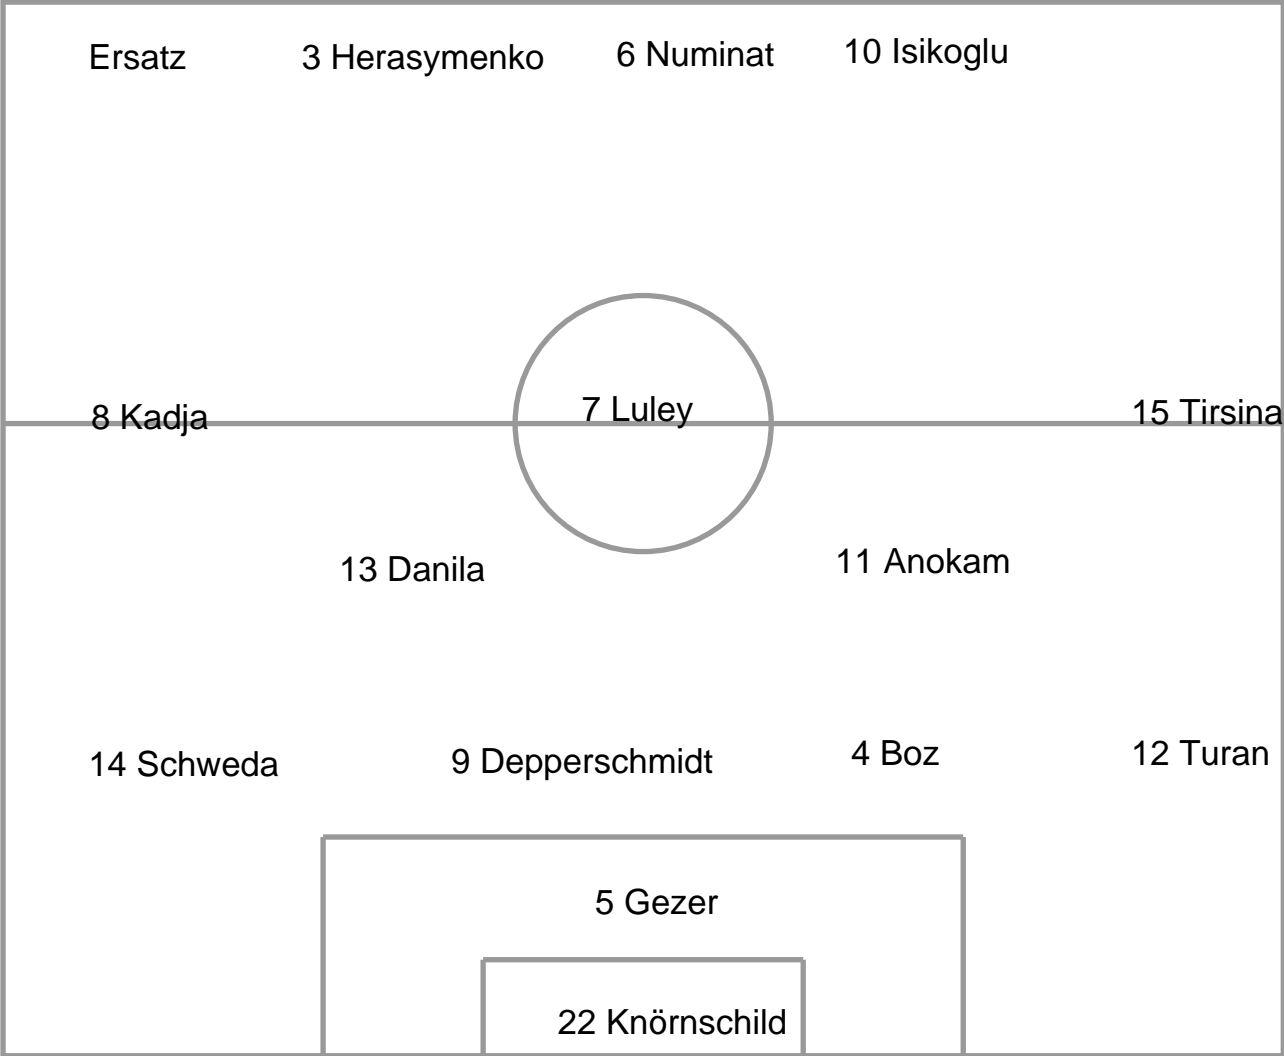 Ersatz 3 Herasymenko 6 Numinat 10 Isikoglu
8 Kadja 7 Luley 15 Tirsina
13 Danila 11 Anokam
14 Schweda 9 Depperschmidt 4 Boz 12 Turan
5 Gezer
22 Knörnschild